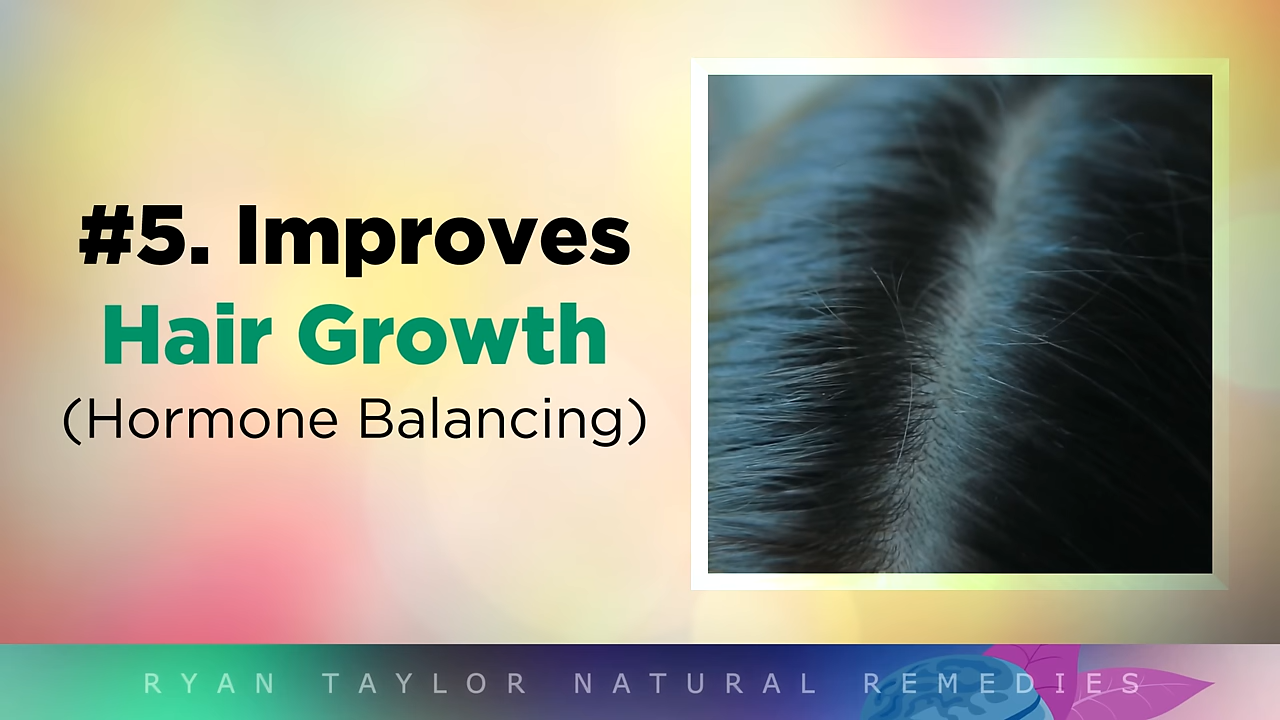 #5. Improves
Hair Growth
(Hormone Balancing)
RYAN TAYLOR NATURAL REMEDIES